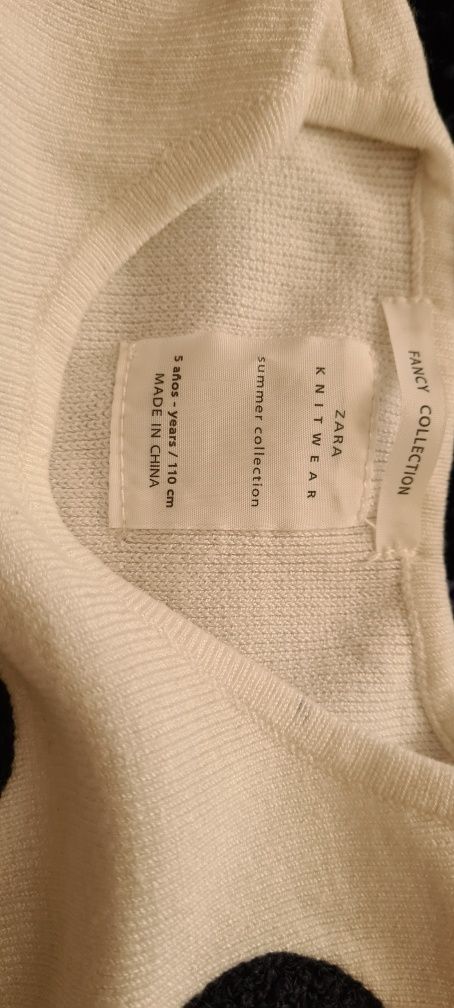 FANCY COLLECTION
ZARA
KNITWEAR
summer collection
5 años - years / 110 cm
MADE IN CHINA